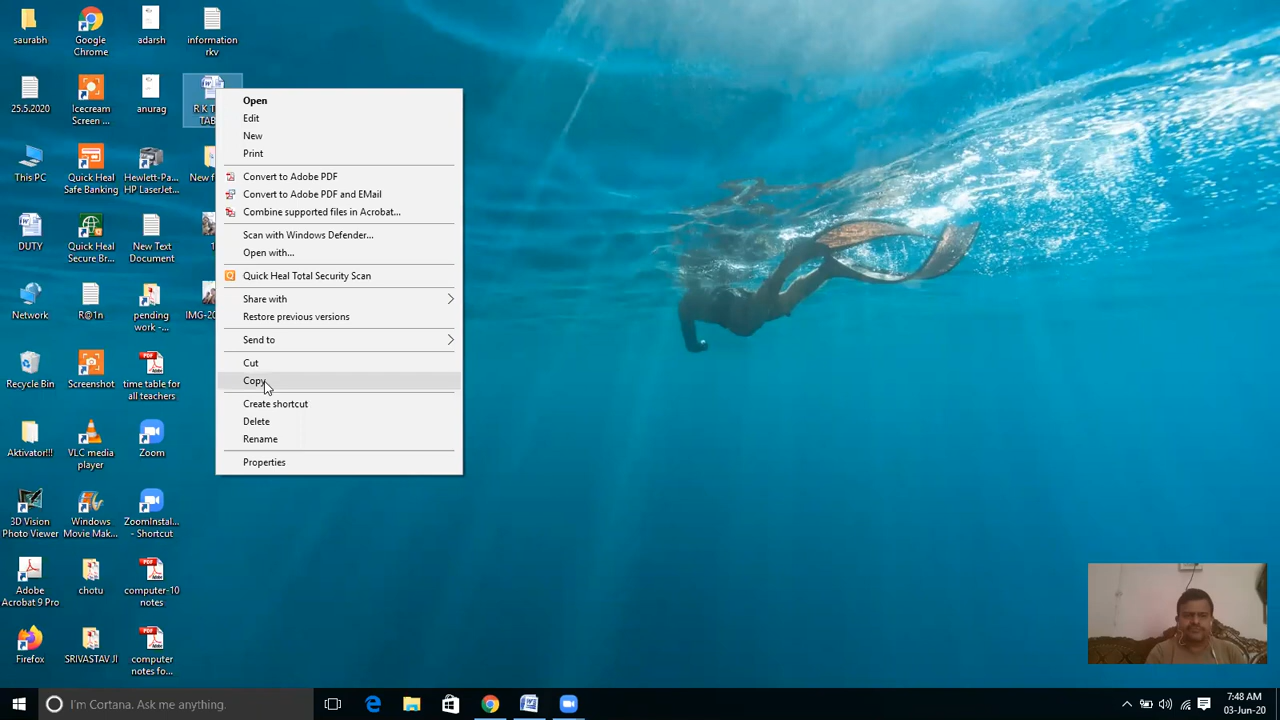 saurabh
Google
Chrome
adarsh
information
rkv
25.5.2020
Icecream
Screen ...
anurag
R K T
TAB
This PC
Quick Heal
Safe Banking
Hewlett-Pa...
HP LaserJet...
New f
DUTY
Quick Heal
Secure Br...
New Text
Document
1
Network
R@1n
pending
work -...
IMG-20
Recycle Bin
Screenshot
time table for
all teachers
Aktivator!!!
VLC media
player
Zoom
3D Vision
Photo Viewer
Windows
Movie Mak...
ZoomInstal...
- Shortcut
Adobe
Acrobat 9 Pro
chotu
computer-10
notes
Firefox
SRIVASTAV JI
computer
notes fo...
Open
Edit
New
Print
Convert to Adobe PDF
Convert to Adobe PDF and EMail
Combine supported files in Acrobat...
Scan with Windows Defender...
Open with...
Quick Heal Total Security Scan
Share with
Restore previous versions
Send to
Cut
Copy
Create shortcut
Delete
Rename
Properties
I'm Cortana. Ask me anything.
7:48 AM
03-Jun-20